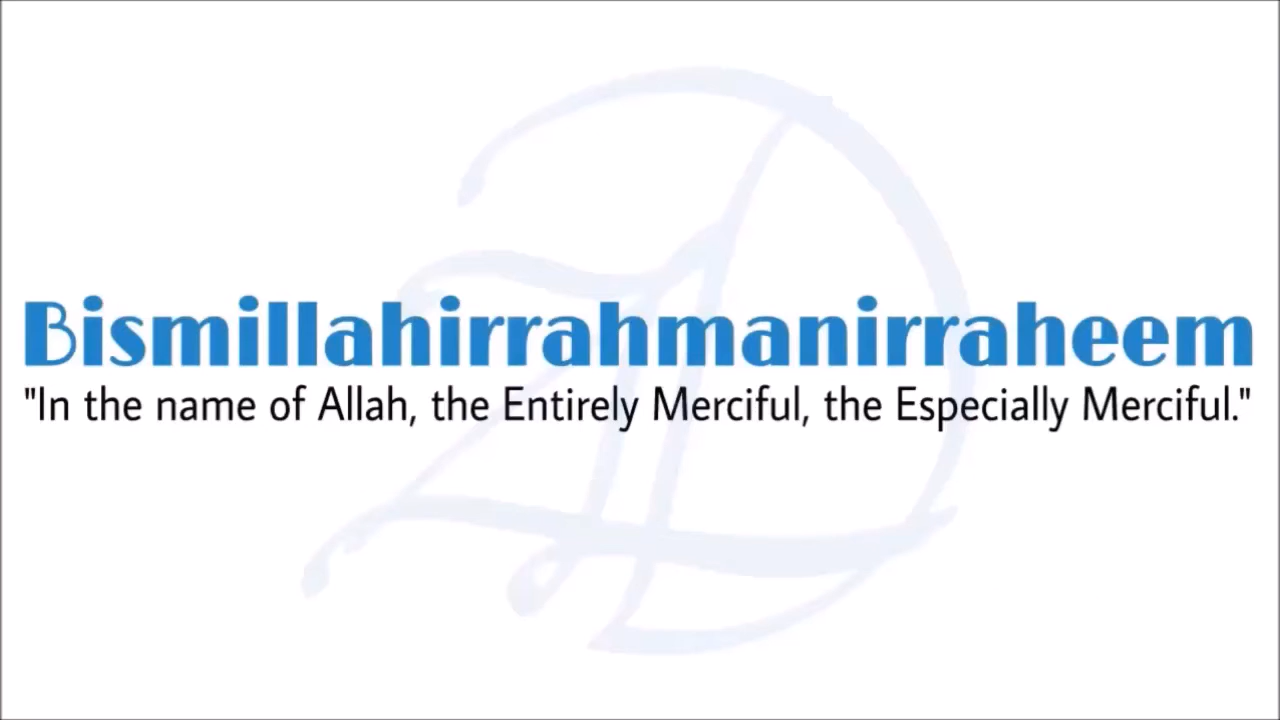 Bismillahirrahmanirraheem
"In the name of Allah, the Entirely Merciful, the Especially Merciful."